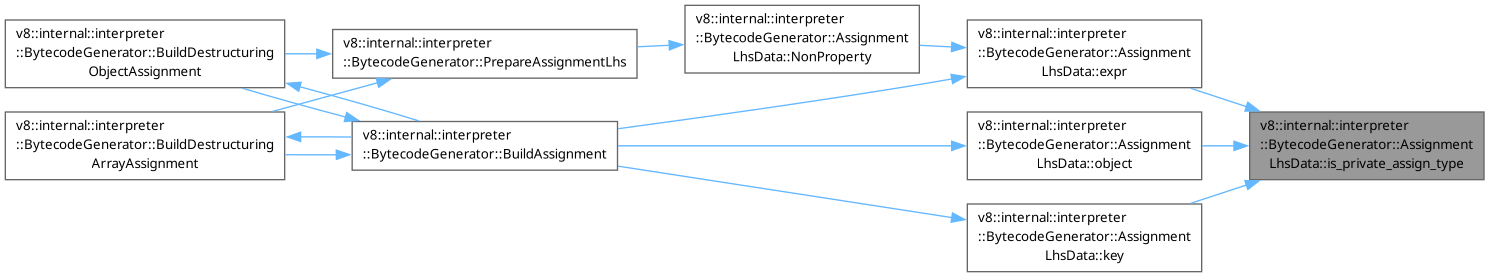 v8::internal::interpreter
::BytecodeGenerator::BuildDestructuring
ObjectAssignment
v8::internal::interpreter
::BytecodeGenerator::PrepareAssignmentLhs
v8::internal::interpreter
::BytecodeGenerator::Assignment
LhsData::NonProperty
v8::internal::interpreter
::BytecodeGenerator::Assignment
LhsData::expr
v8::internal::interpreter
::BytecodeGenerator::BuildDestructuring
ArrayAssignment
v8::internal::interpreter
::BytecodeGenerator::BuildAssignment
v8::internal::interpreter
::BytecodeGenerator::Assignment
LhsData::object
v8::internal::interpreter
::BytecodeGenerator::Assignment
LhsData::is_private_assign_type
v8::internal::interpreter
::BytecodeGenerator::Assignment
LhsData::key